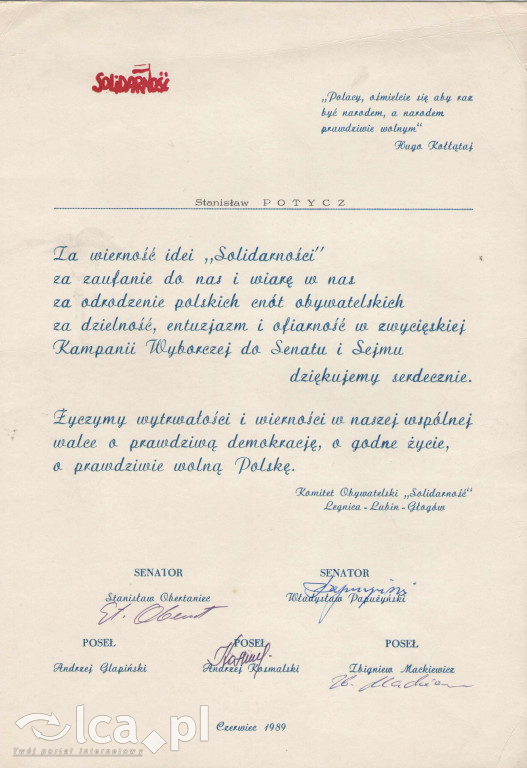 SOLIDARNOŚĆ
„Polacy, ośmielcie się aby raz
być narodem, a narodem
prawdziwie wolnym"
Hugo Kołłątaj
Stanisław POTYCZ
Za wierność idei „Solidarności"
za zaufanie do nas i wiarę w nas
za odrodzenie polskich cnót obywatelskich
za dzielność, entuzjazm i ofiarność w zwycięskiej
Kampanii Wyborczej do Senatu i Sejmu
dziękujemy serdecznie.
Życzymy wytrwałości i wierności w naszej wspólnej
walce o prawdziwą demokrację, o godne życie,
o prawdziwie wolną Polskę.
Komitet Obywatelski „Solidarność"
Legnica - Lubin - Głogów
SENATOR SENATOR
Stanisław Obertaniec Władysław Papużyński
St. Obert
POSEŁ POSEŁ POSEŁ
Andrzej Glapiński Andrzej Kosmalski Zbigniew Mackiewicz
Czerwiec 1989
lca.pl
Twój portal internetowy